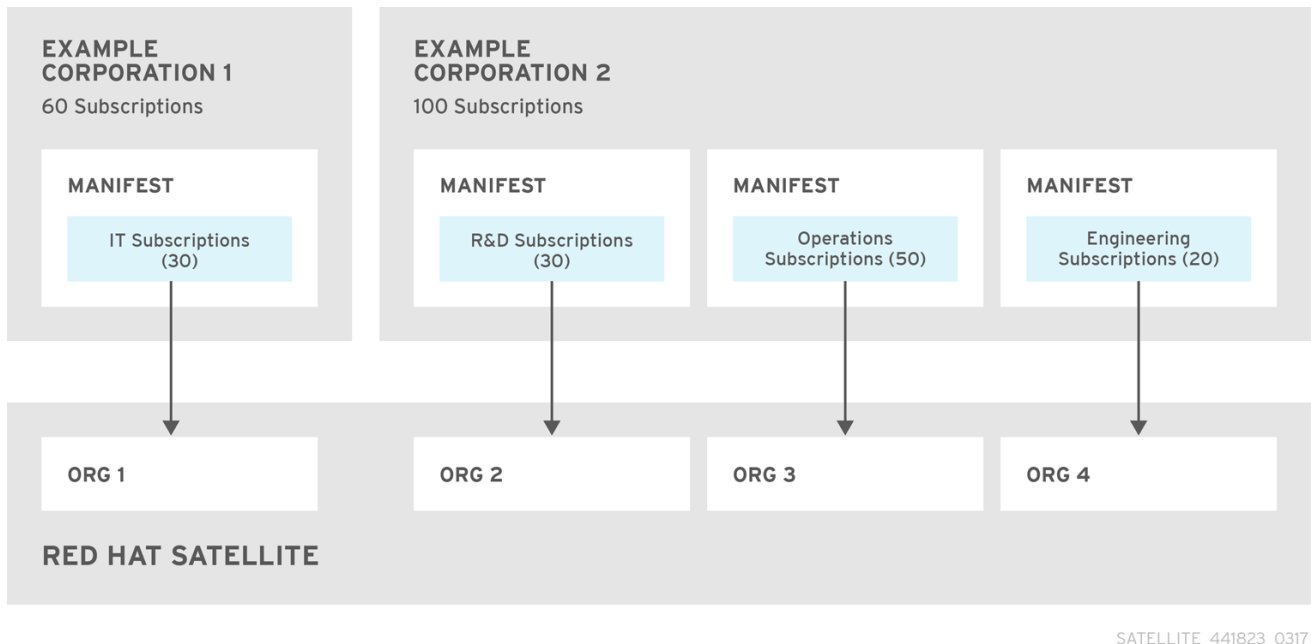 EXAMPLE
CORPORATION 1
60 Subscriptions
MANIFEST
IT Subscriptions
(30)
EXAMPLE
CORPORATION 2
100 Subscriptions
MANIFEST
R&D Subscriptions
(30)
MANIFEST
Operations
Subscriptions (50)
MANIFEST
Engineering
Subscriptions (20)
ORG 1
ORG 2
ORG 3
ORG 4
RED HAT SATELLITE
SATELLITE_441823_0317